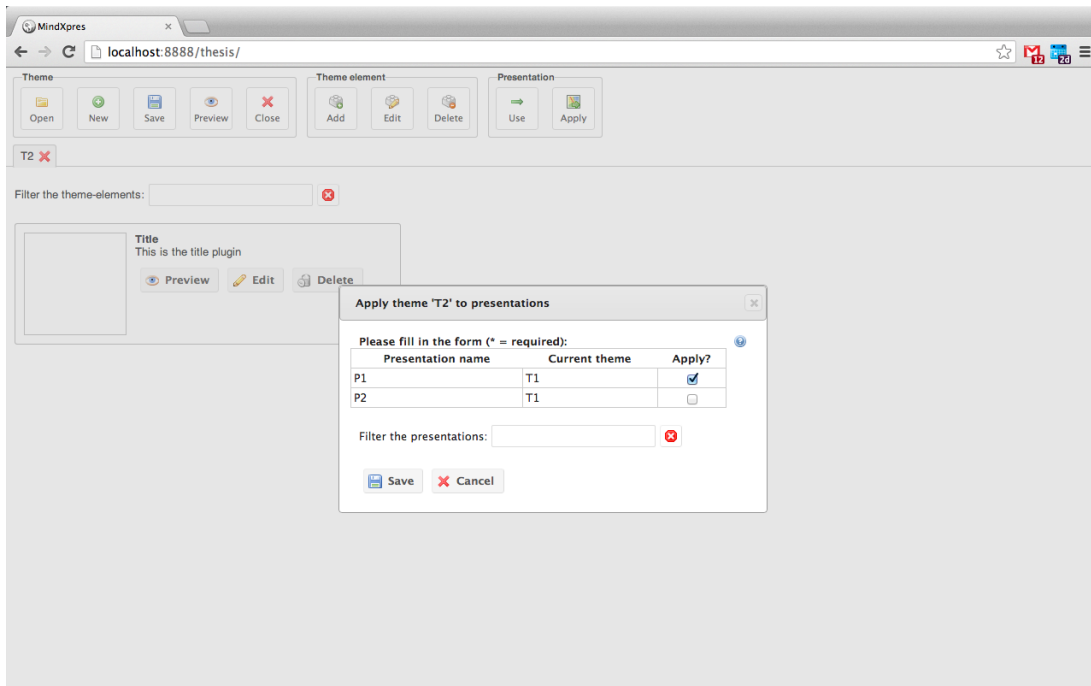 MindXpres
localhost:8888/thesis/
12
2d
Theme
Open New Save Preview Close
Theme element
Add Edit Delete
Presentation
Use Apply
T2
Filter the theme-elements:
Title
This is the title plugin
Preview Edit Delete
Apply theme 'T2' to presentations
Please fill in the form (* = required):
Presentation name Current theme Apply?
P1 T1
P2 T1
Filter the presentations:
Save Cancel